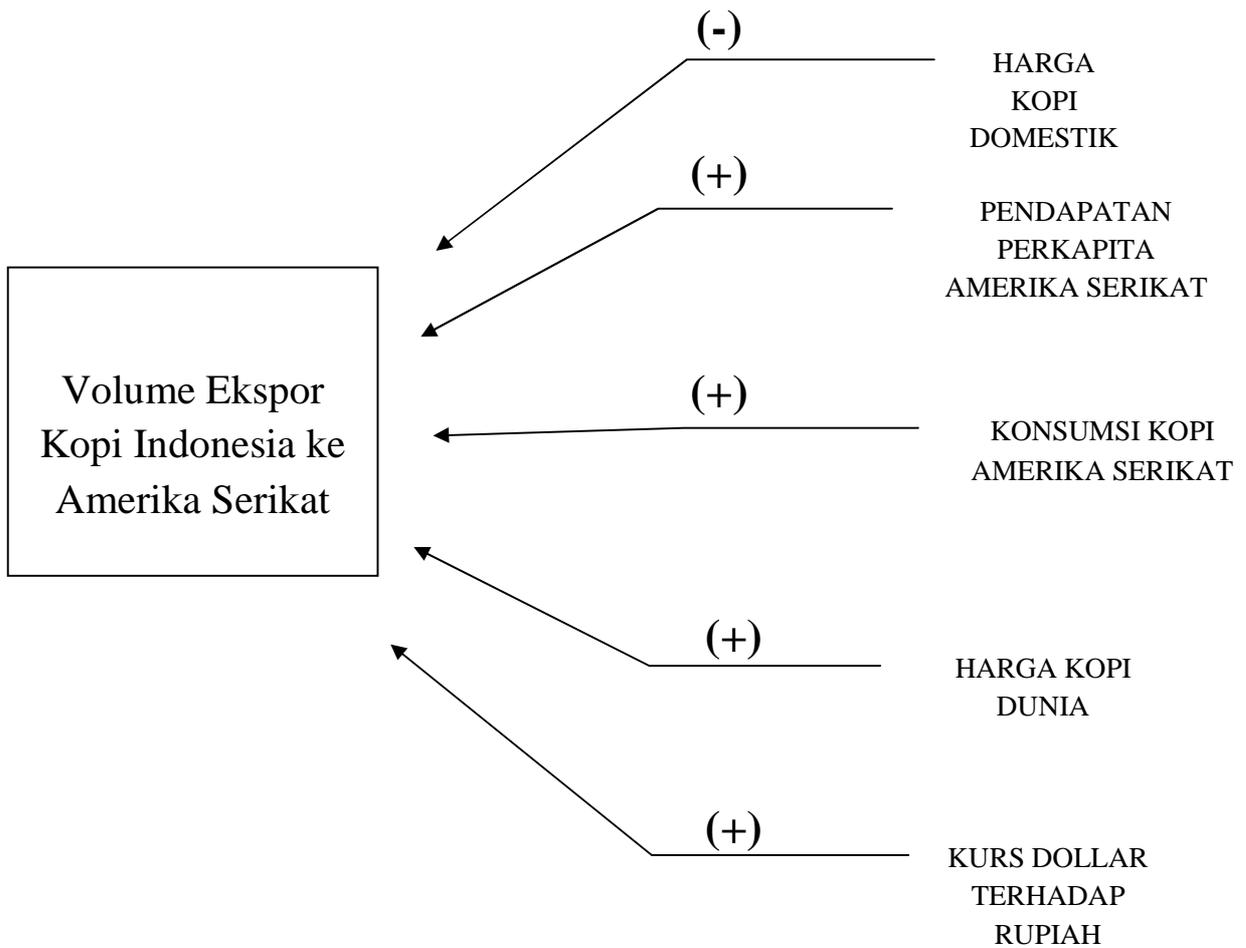 (-)
HARGA
KOPI
DOMESTIK
(+)
PENDAPATAN
PERKAPITA
AMERIKA SERIKAT
Volume Ekspor
Kopi Indonesia ke
Amerika Serikat
(+)
KONSUMSI KOPI
AMERIKA SERIKAT
(+)
HARGA KOPI
DUNIA
(+)
KURS DOLLAR
TERHADAP
RUPIAH